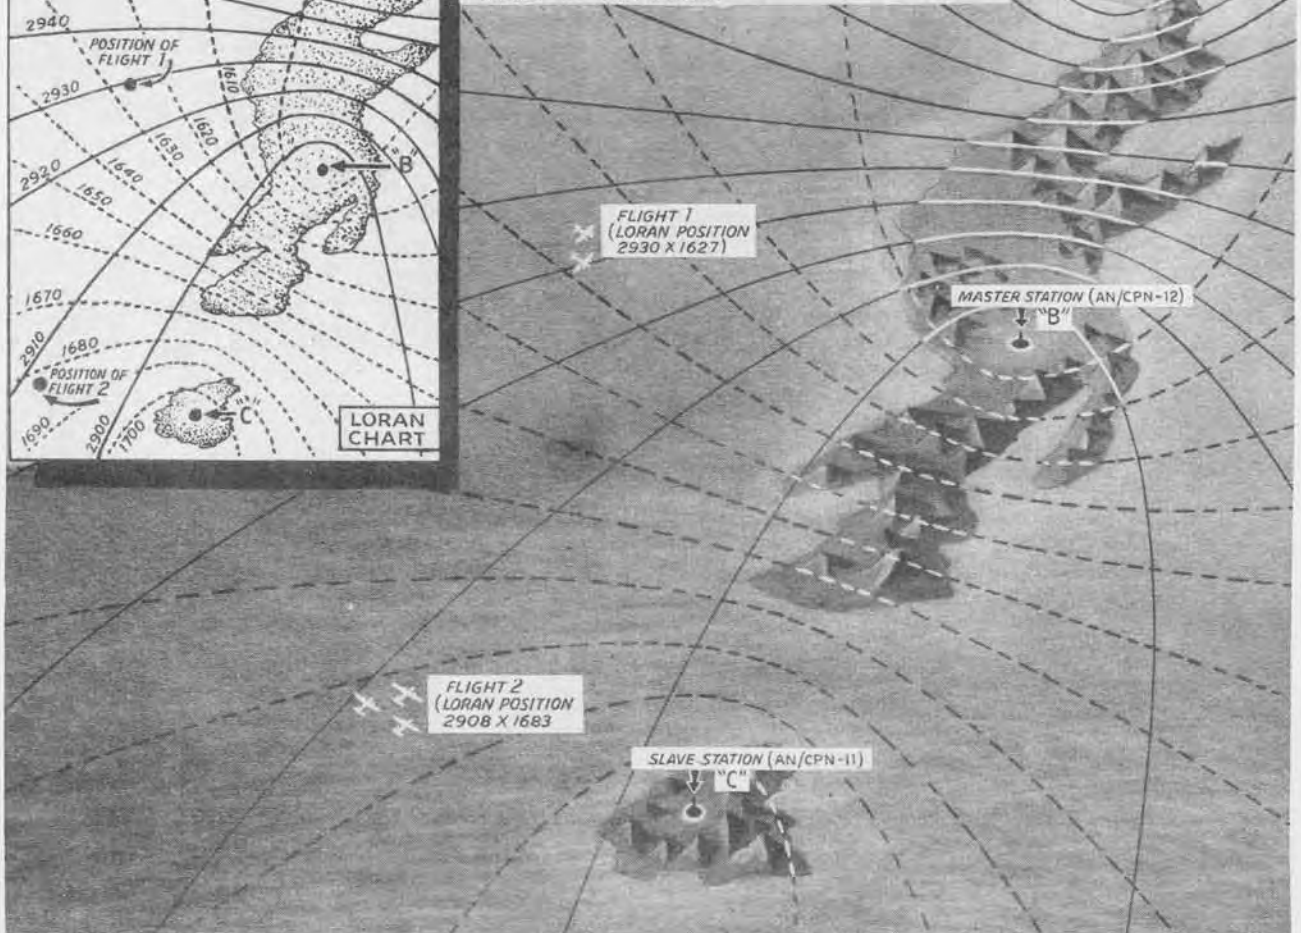 2940
POSITION OF
FLIGHT 1
2930
1610
1620
1630
1640
2920
1650
1660
"B"
1670
2910
1680
POSITION OF
FLIGHT 2
1690
2900
1700
"C"
LORAN
CHART
FLIGHT 1
(LORAN POSITION
2930 X 1627)
MASTER STATION (AN/CPN-12)
"B"
FLIGHT 2
(LORAN POSITION
2908 X 1683
SLAVE STATION (AN/CPN-11)
"C"